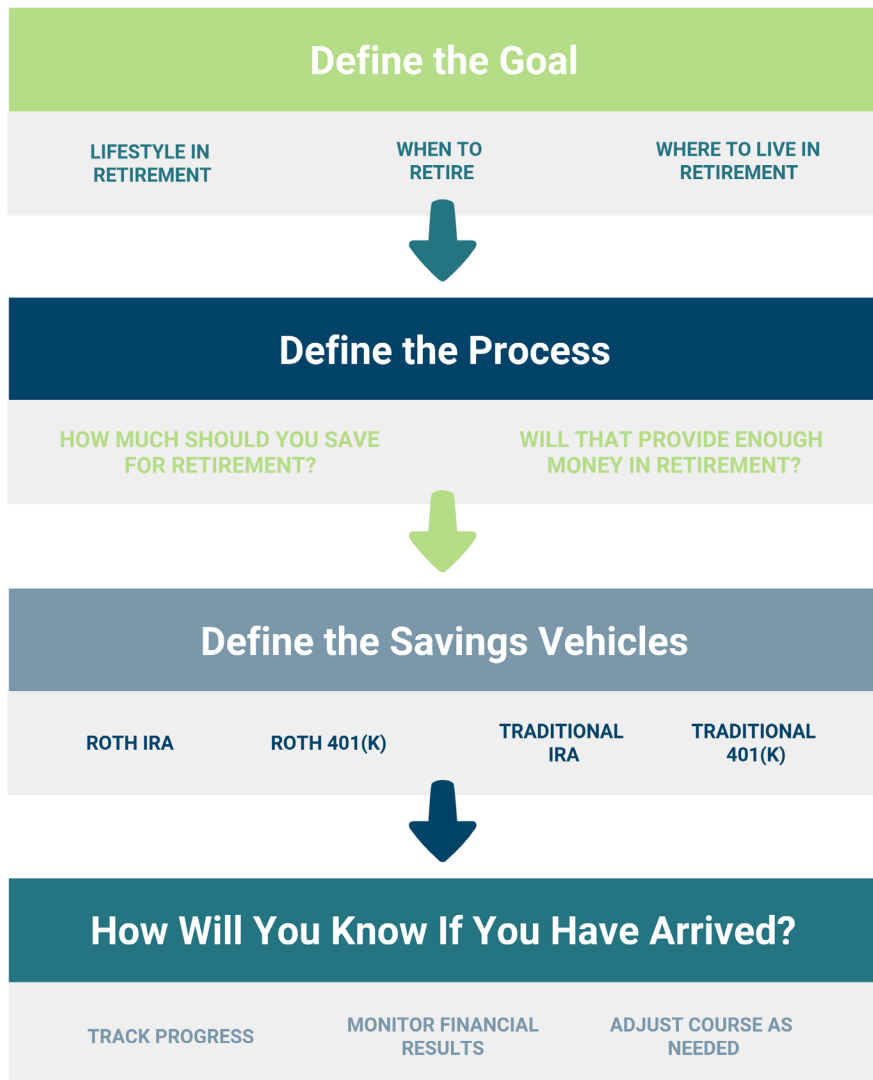 Define the Goal
LIFESTYLE IN
RETIREMENT
WHEN TO
RETIRE
WHERE TO LIVE IN
RETIREMENT
Define the Process
HOW MUCH SHOULD YOU SAVE
FOR RETIREMENT?
WILL THAT PROVIDE ENOUGH
MONEY IN RETIREMENT?
Define the Savings Vehicles
ROTH IRA
ROTH 401(K)
TRADITIONAL
IRA
TRADITIONAL
401(K)
How Will You Know If You Have Arrived?
TRACK PROGRESS
MONITOR FINANCIAL
RESULTS
ADJUST COURSE AS
NEEDED